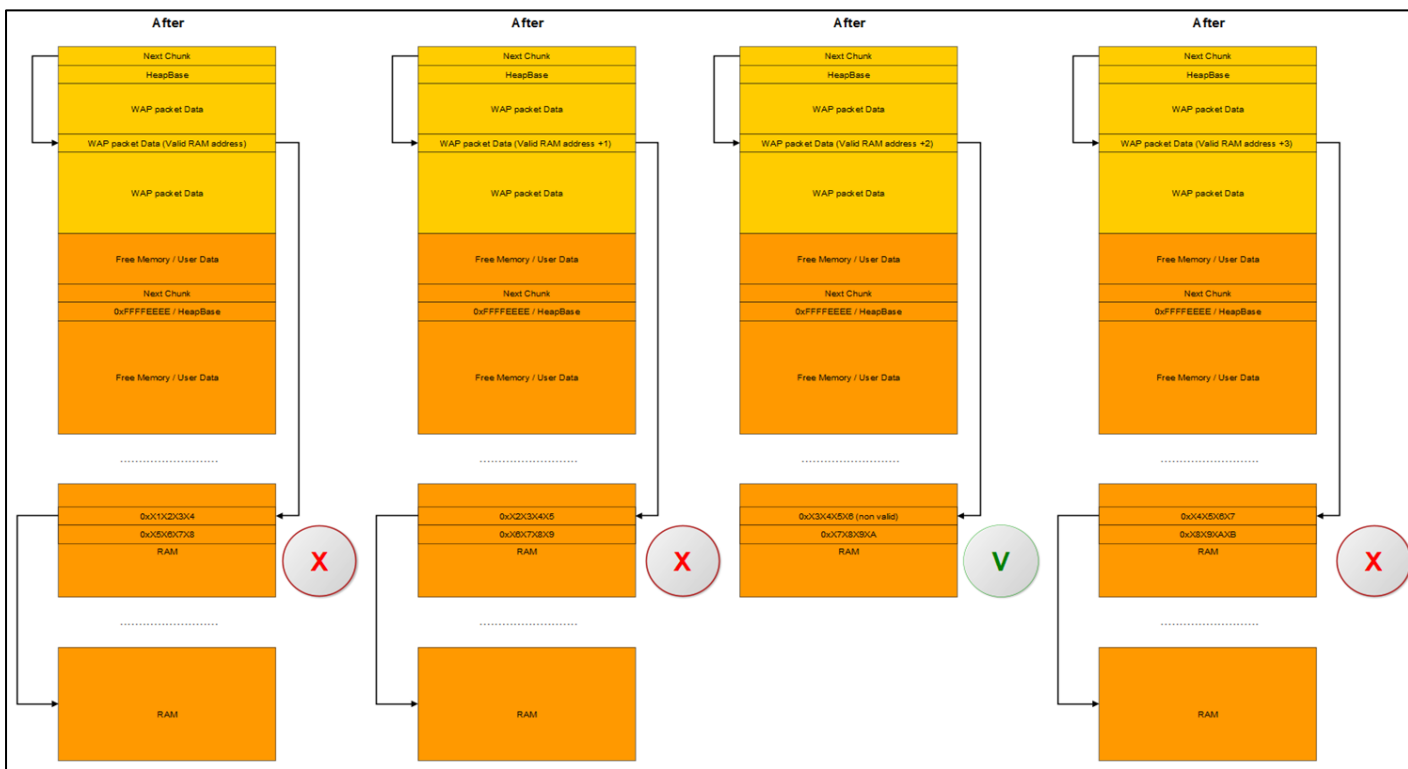 After
Next Chunk
HeapBase
WAP packet Data
WAP packet Data (Valid RAM address)
WAP packet Data
Free Memory / User Data
Next Chunk
0xFFFFEEEE / HeapBase
Free Memory / User Data
..........................
0xX1X2X3X4
0xX5X6X7X8
RAM
X
..........................
RAM
After
Next Chunk
HeapBase
WAP packet Data
WAP packet Data (Valid RAM address +1)
WAP packet Data
Free Memory / User Data
Next Chunk
0xFFFFEEEE / HeapBase
Free Memory / User Data
..........................
0xX2X3X4X5
0xX6X7X8X9
RAM
X
..........................
RAM
After
Next Chunk
HeapBase
WAP packet Data
WAP packet Data (Valid RAM address +2)
WAP packet Data
Free Memory / User Data
Next Chunk
0xFFFFEEEE / HeapBase
Free Memory / User Data
..........................
0xX3X4X5X6 (non valid)
0xX7X8X9XA
RAM
V
After
Next Chunk
HeapBase
WAP packet Data
WAP packet Data (Valid RAM address +3)
WAP packet Data
Free Memory / User Data
Next Chunk
0xFFFFEEEE / HeapBase
Free Memory / User Data
..........................
0xX4X5X6X7
0xX8X9XAXB
RAM
X
..........................
RAM